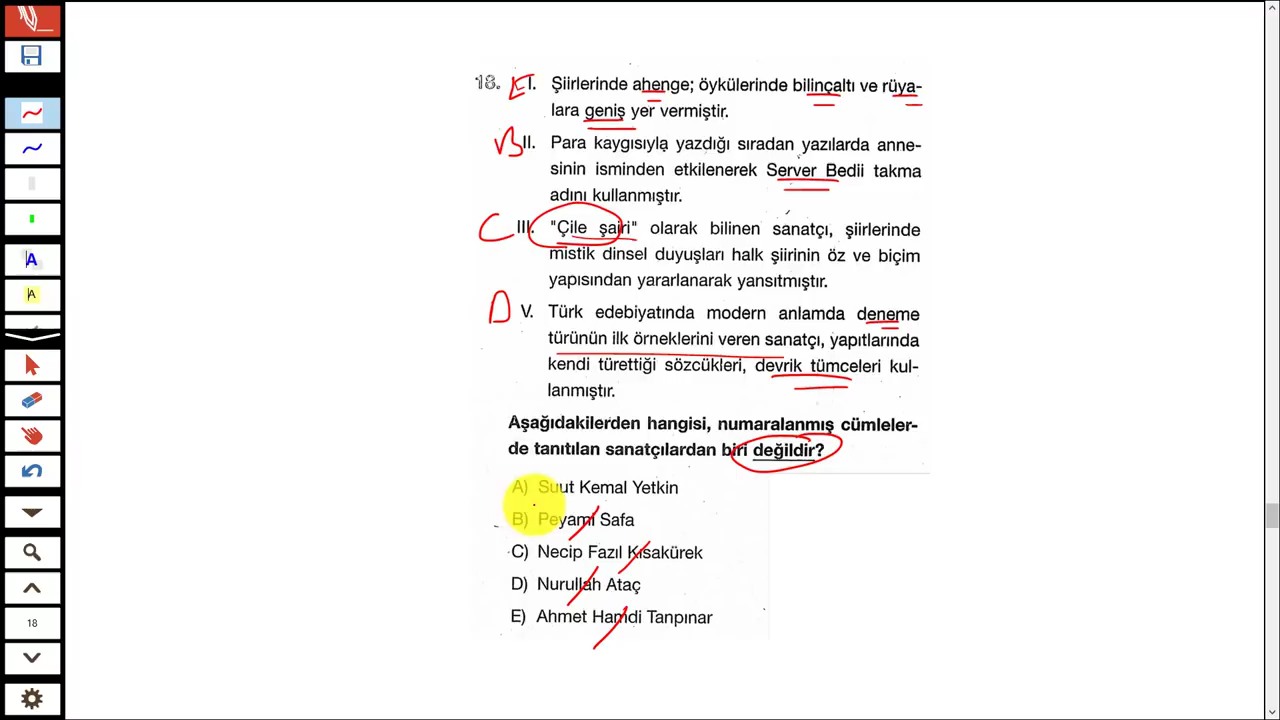 18. E I. Şiirlerinde ahenge; öykülerinde bilinçaltı ve rüya-
lara geniş yer vermiştir.
B II. Para kaygısıyla yazdığı sıradan yazılarda anne-
sinin isminden etkilenerek Server Bedii takma
adını kullanmıştır.
C III. "Çile şairi" olarak bilinen sanatçı, şiirlerinde
mistik dinsel duyuşları halk şiirinin öz ve biçim
yapısından yararlanarak yansıtmıştır.
D V. Türk edebiyatında modern anlamda deneme
türünün ilk örneklerini veren sanatçı, yapıtlarında
kendi türettiği sözcükleri, devrik tümceleri kul-
lanmıştır.
Aşağıdakilerden hangisi, numaralanmış cümleler-
de tanıtılan sanatçılardan biri değildir?
A) Suut Kemal Yetkin
B) Peyami Safa
C) Necip Fazıl Kısakürek
D) Nurullah Ataç
E) Ahmet Hamdi Tanpınar
A
A
18